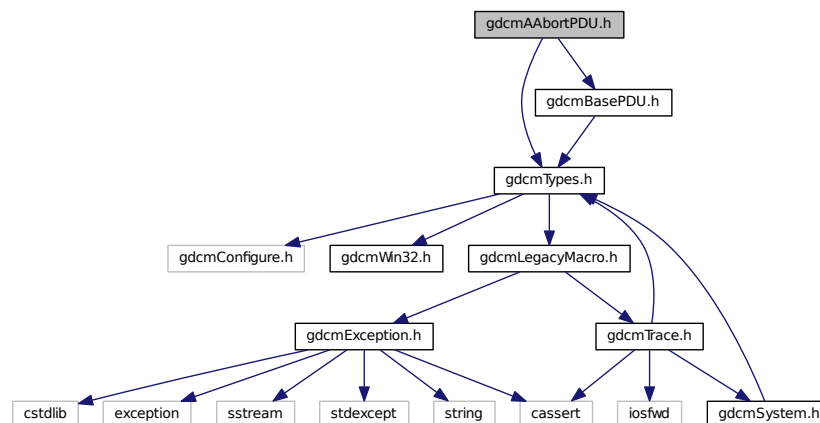 gdcmAAbortPDU.h
gdcmBasePDU.h
gdcmTypes.h
gdcmConfigure.h
gdcmWin32.h
gdcmLegacyMacro.h
gdcmException.h
gdcmTrace.h
cstdlib
exception
sstream
stdexcept
string
cassert
iosfwd
gdcmSystem.h